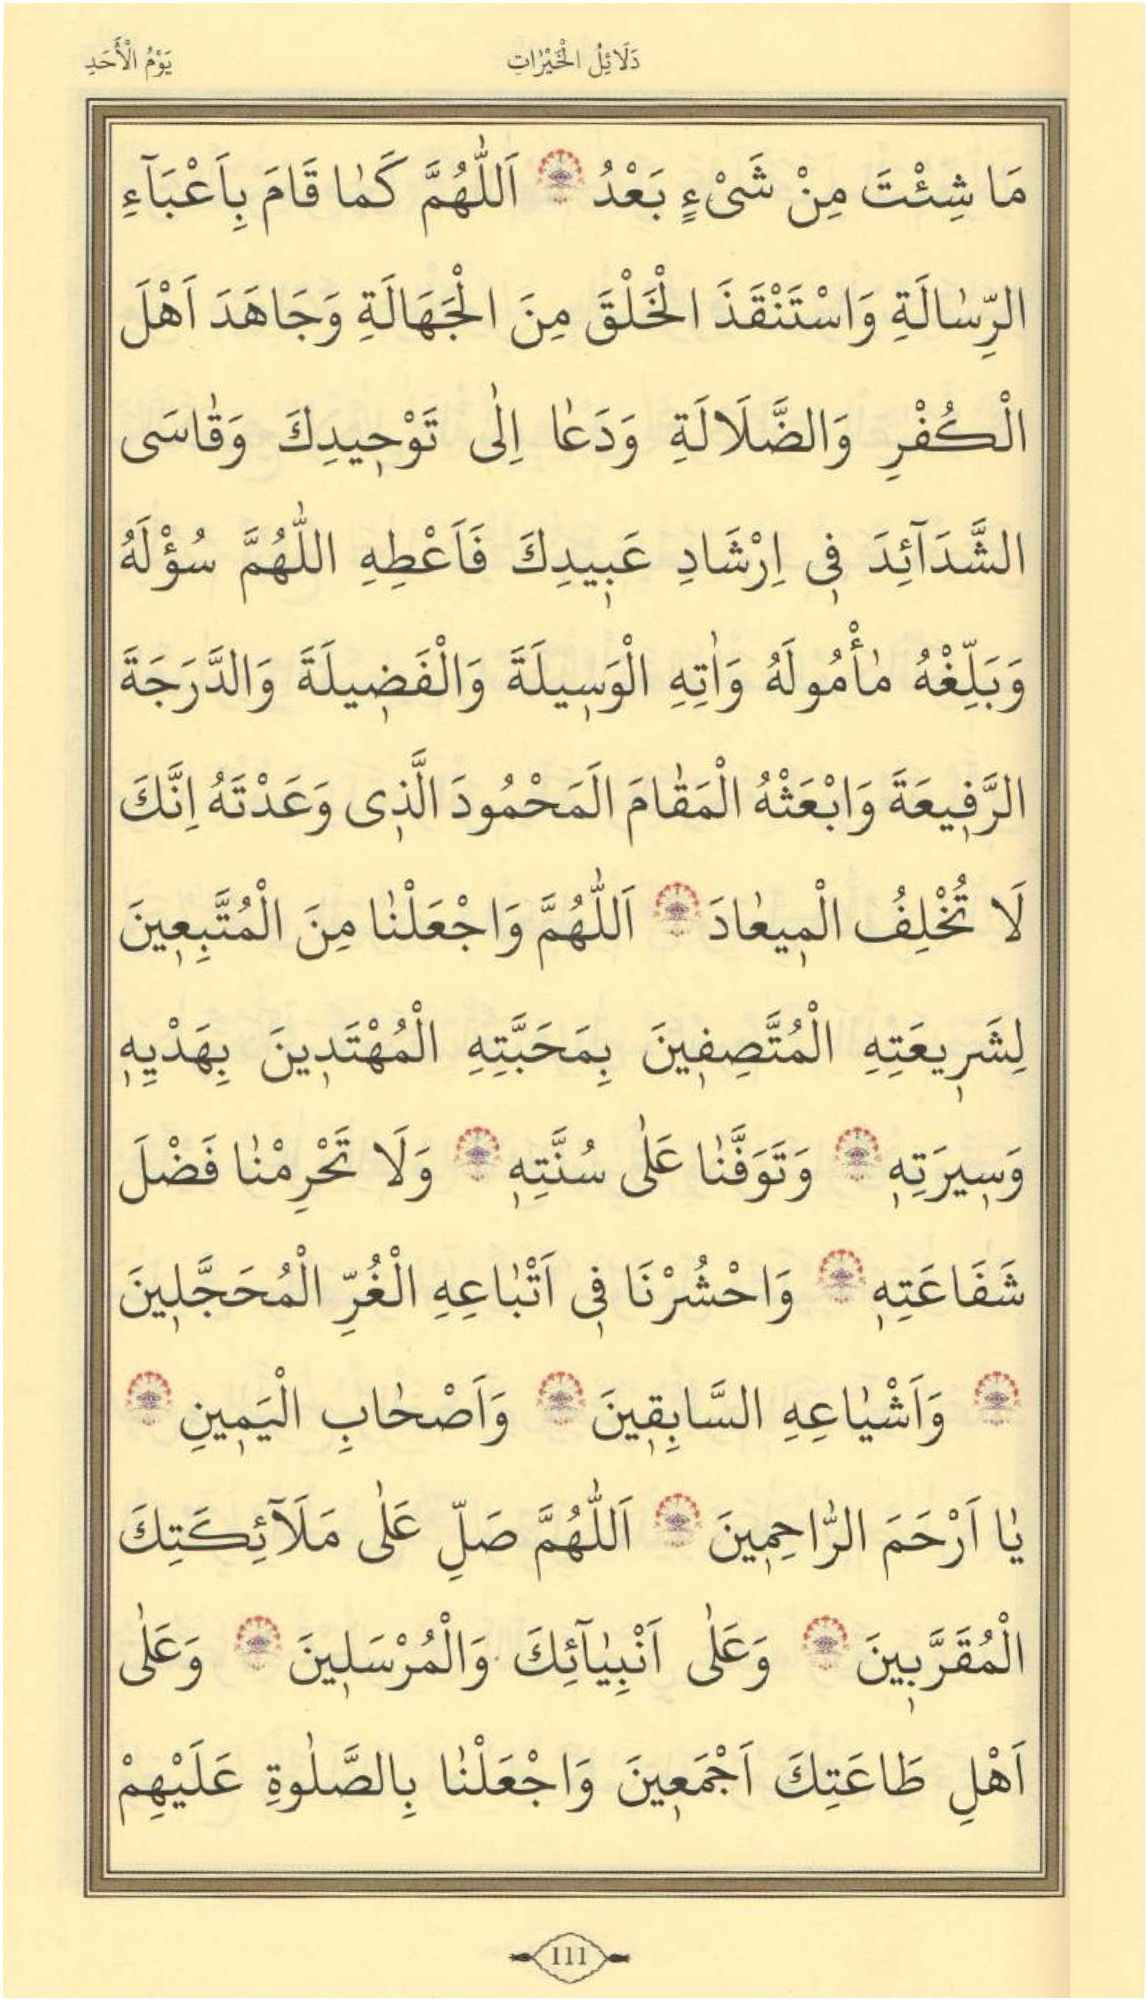 دَلَائِلُ الْخَيْرَاتِ يَوْمُ الْأَحَدِ
مَا شِئْتَ مِنْ شَىْءٍ بَعْدُ اَللّٰهُمَّ كَمٰا قَامَ بِاَعْبَآءِ
الرِّسٰالَةِ وَاسْتَنْقَذَ الْخَلْقَ مِنَ الْجَهَالَةِ وَجَاهَدَ اَهْلَ
الْكُفْرِ وَالضَّلَالَةِ وَدَعٰا اِلٰى تَوْحٖيدِكَ وَقٰاسَى
الشَّدَآئِدَ فٖى اِرْشَادِ عَبٖيدِكَ فَاَعْطِهِ اللّٰهُمَّ سُؤْلَهُ
وَبَلِّغْهُ مٰأْمُولَهُ وَاٰتِهِ الْوَسٖيلَةَ وَالْفَضٖيلَةَ وَالدَّرَجَةَ
الرَّفٖيعَةَ وَابْعَثْهُ الْمَقٰامَ الَمَحْمُودَ الَّذٖى وَعَدْتَهُ اِنَّكَ
لَا تُخْلِفُ الْمٖيعٰادَ اَللّٰهُمَّ وَاجْعَلْنٰا مِنَ الْمُتَّبِعٖينَ
لِشَرٖيعَتِهِ الْمُتَّصِفٖينَ بِمَحَبَّتِهِ الْمُهْتَدٖينَ بِهَدْيِهٖ
وَسٖيرَتِهٖ وَتَوَفَّنٰا عَلٰى سُنَّتِهٖ وَلَا تَحْرِمْنٰا فَضْلَ
شَفَاعَتِهٖ وَاحْشُرْنَا فٖى اَتْبٰاعِهِ الْغُرِّ الْمُحَجَّلٖينَ
وَاَشْيٰاعِهِ السَّابِقٖينَ وَاَصْحٰابِ الْيَمٖينِ
يٰا اَرْحَمَ الرّٰاحِمٖينَ اَللّٰهُمَّ صَلِّ عَلٰى مَلَآئِكَتِكَ
الْمُقَرَّبٖينَ وَعَلٰى اَنْبِيٰآئِكَ وَالْمُرْسَلٖينَ وَعَلٰى
اَهْلِ طَاعَتِكَ اَجْمَعٖينَ وَاجْعَلْنٰا بِالصَّلٰوةِ عَلَيْهِمْ
111